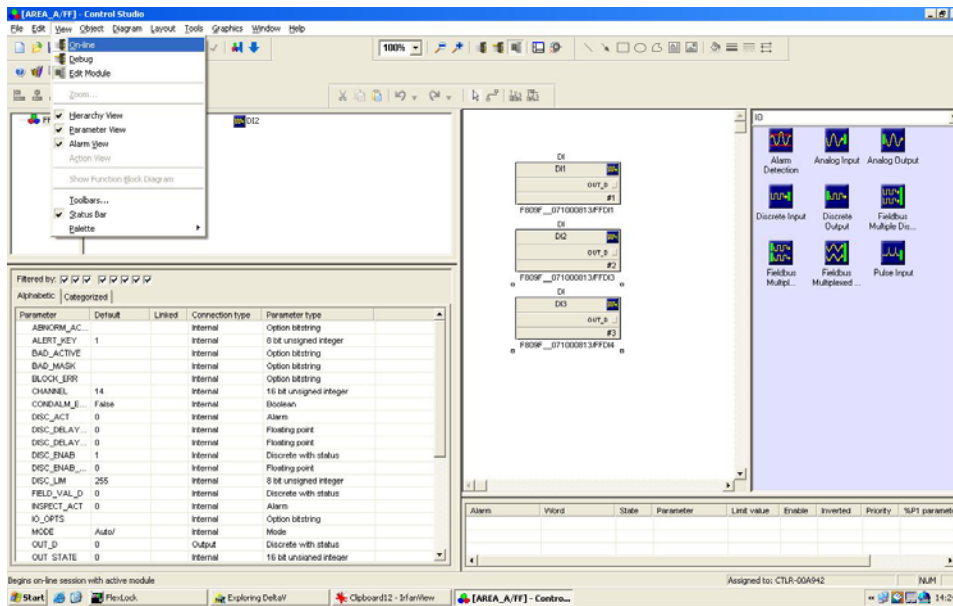 [AREA_A/FF] - Control Studio
File Edit View Object Diagram Layout Tools Graphics Window Help
On-line
Debug
Edit Module
Zoom...
Hierarchy View
Parameter View
Alarm View
Action View
Show Function Block Diagram
Toolbars...
Status Bar
Palette
100%
DI2
DI
DI1
OUT_D
#1
F809F__071000813/FFDI1
DI
DI2
OUT_D
#2
F809F__071000813/FFDI3
DI
DI3
OUT_D
#3
F809F__071000813/FFDI4
IO
Alarm Detection
Analog Input
Analog Output
Discrete Input
Discrete Output
Fieldbus Multiple Dis...
Fieldbus Multipl...
Fieldbus Multiplexed ...
Pulse Input
Filtered by:
Alphabetic Categorized
Parameter Default Linked Connection type Parameter type
ABNORM_AC... Internal Option bitstring
ALERT_KEY 1 Internal 8 bit unsigned integer
BAD_ACTIVE Internal Option bitstring
BAD_MASK Internal Option bitstring
BLOCK_ERR Internal Option bitstring
CHANNEL 14 Internal 16 bit unsigned integer
CONDALM_E... False Internal Boolean
DISC_ACT 0 Internal Alarm
DISC_DELAY... 0 Internal Floating point
DISC_DELAY... 0 Internal Floating point
DISC_ENAB 1 Internal Discrete with status
DISC_ENAB_... 0 Internal Floating point
DISC_LIM 255 Internal 8 bit unsigned integer
FIELD_VAL_D 0 Internal Discrete with status
INSPECT_ACT 0 Internal Alarm
IO_OPTS Internal Option bitstring
MODE Auto/ Internal Mode
OUT_D 0 Output Discrete with status
OUT_STATE 0 Internal 16 bit unsigned integer
Alarm Word State Parameter Limit value Enable Inverted Priority %P1 paramet
Begins on-line session with active module
Assigned to: CTLR-00A942
NUM
Start
FlexLock
Exploring DeltaV
Clipboard12 - IrfanView
[AREA_A/FF] - Contro...